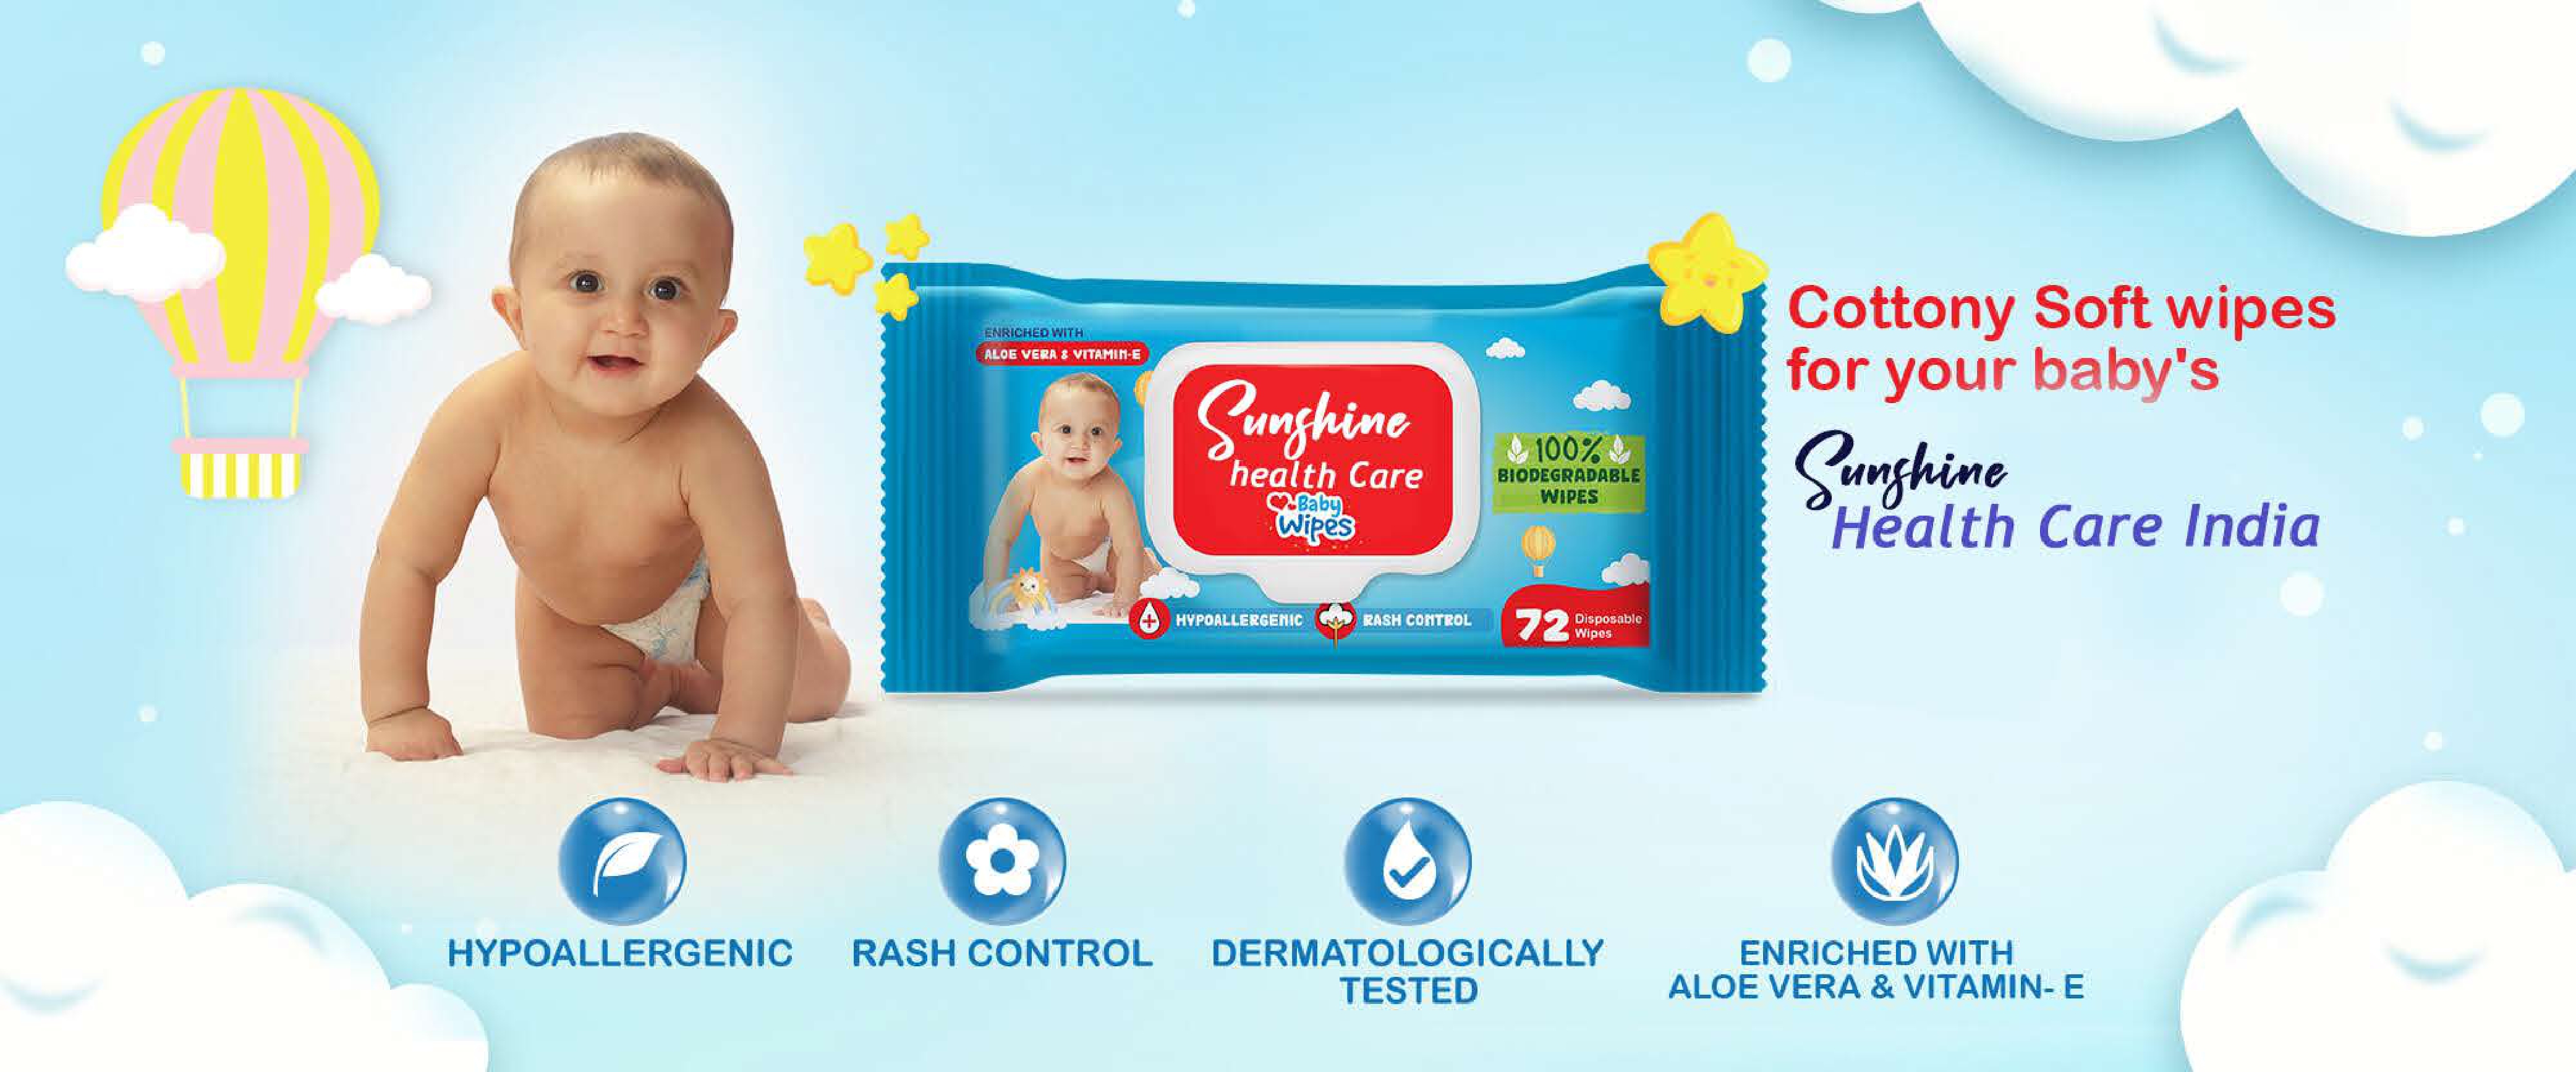 ENRICHED WITH
ALOE VERA & VITAMIN-E
Sunshine
health Care
Baby
Wipes
100%
BIODEGRADABLE
WIPES
HYPOALLERGENIC
RASH CONTROL
72 Disposable
Wipes
Cottony Soft wipes
for your baby's
Sunshine
Health Care India
HYPOALLERGENIC
RASH CONTROL
DERMATOLOGICALLY
TESTED
ENRICHED WITH
ALOE VERA & VITAMIN- E